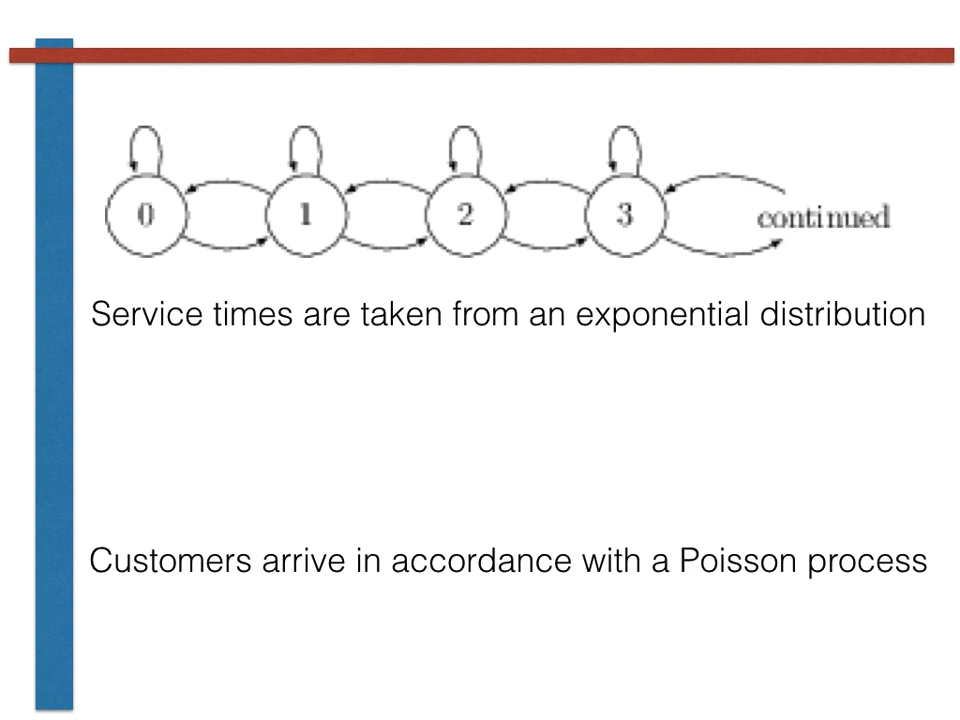 0 1 2 3 continued
Service times are taken from an exponential distribution
Customers arrive in accordance with a Poisson process